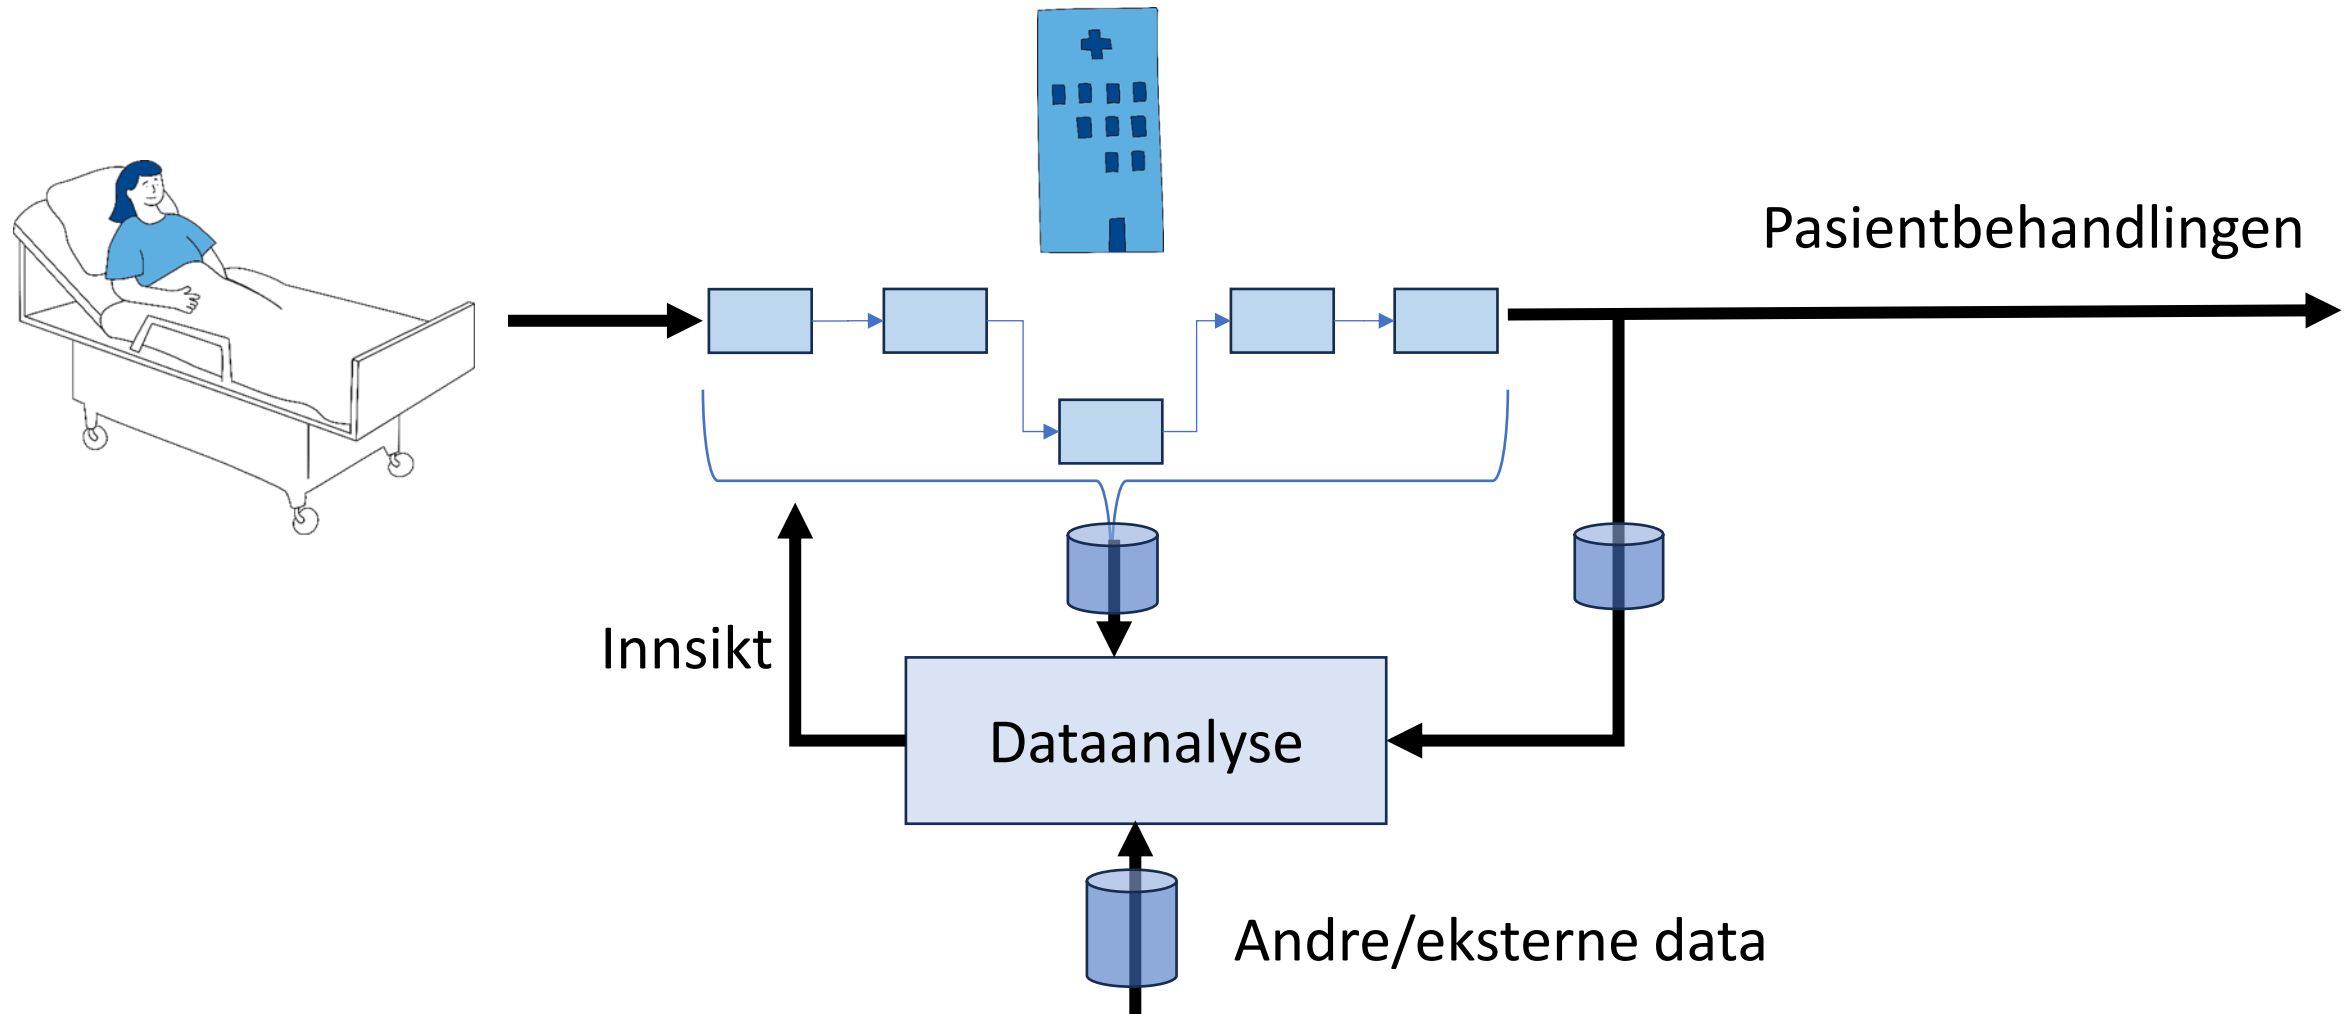 Pasientbehandlingen
Innsikt
Dataanalyse
Andre/eksterne data